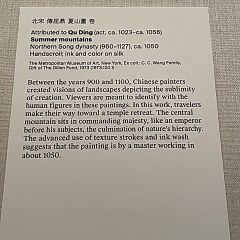 北宋 傳屈鼎 夏山圖 卷
Attributed to Qu Ding (act. ca. 1023–ca. 1056)
Summer mountains
Northern Song dynasty (960–1127), ca. 1050
Handscroll; ink and color on silk
The Metropolitan Museum of Art, New York, Ex coll.: C. C. Wang Family,
Gift of The Dillon Fund, 1973 (1973.120.1)
Between the years 900 and 1100, Chinese painters
created visions of landscapes depicting the sublimity
of creation. Viewers are meant to identify with the
human figures in these paintings. In this work, travelers
make their way toward a temple retreat. The central
mountain sits in commanding majesty, like an emperor
before his subjects, the culmination of nature's hierarchy.
The advanced use of texture strokes and ink wash
suggests that the painting is by a master working in
about 1050.